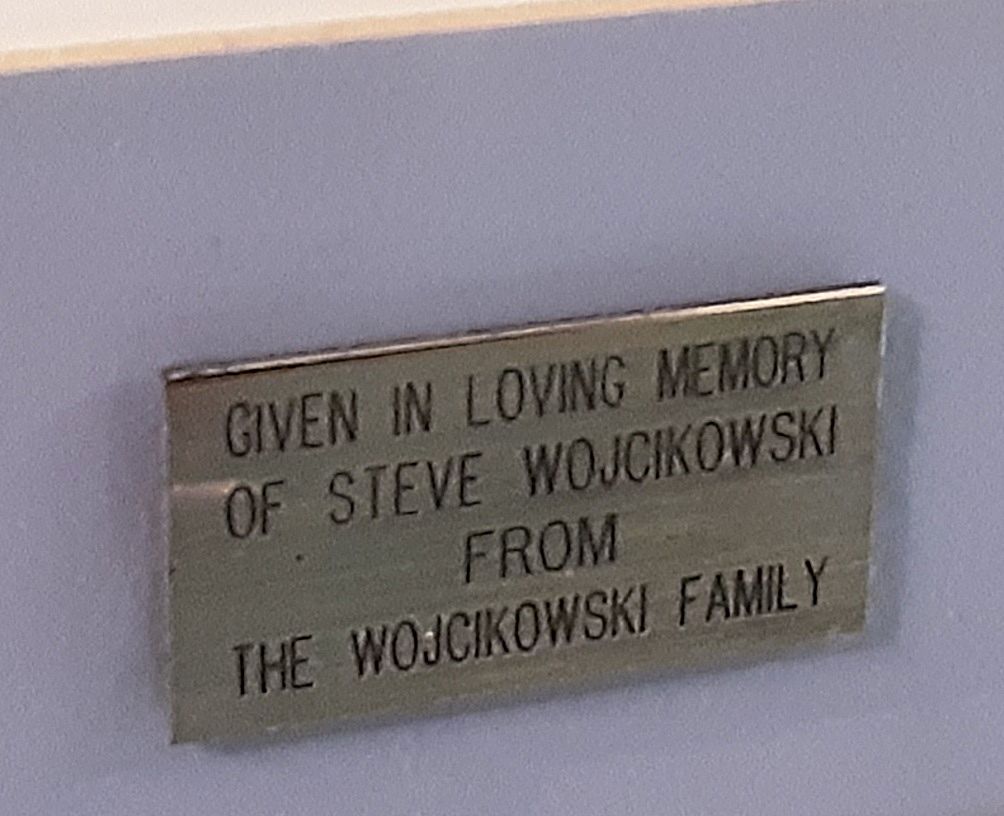 GIVEN IN LOVING MEMORY
OF STEVE WOJCIKOWSKI
FROM
THE WOJCIKOWSKI FAMILY